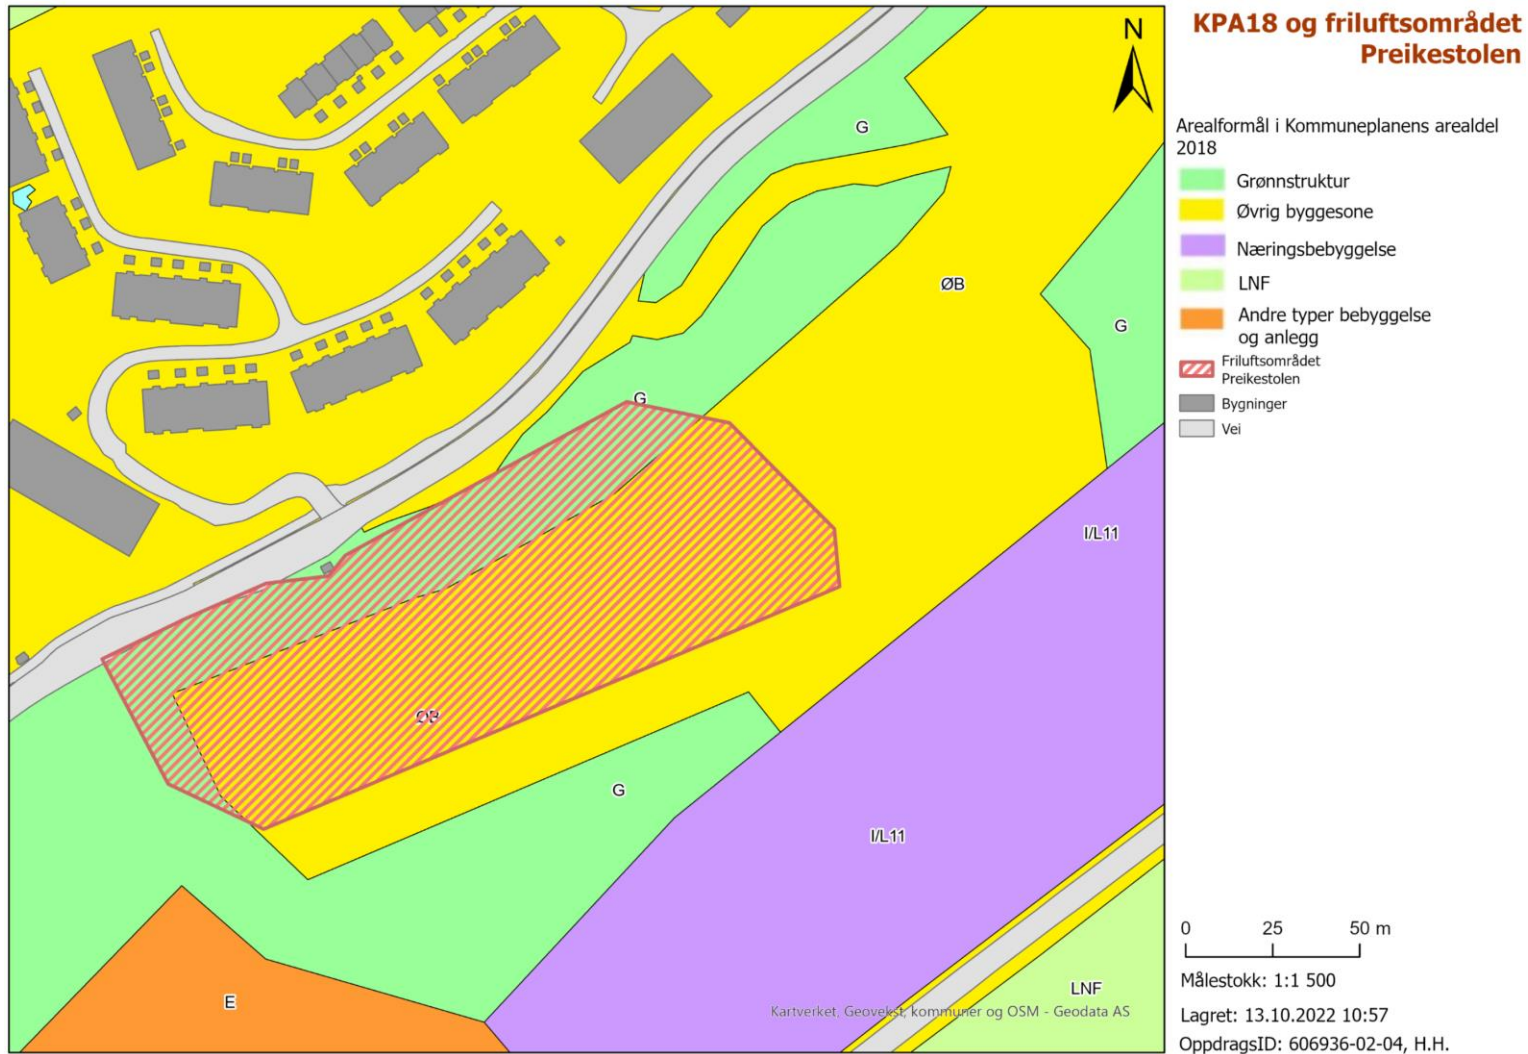 KPA18 og friluftsområdet
Preikestolen
N
Arealformål i Kommuneplanens arealdel
2018
Grønnstruktur
Øvrig byggesone
Næringsbebyggelse
LNF
Andre typer bebyggelse
og anlegg
Friluftsområdet
Preikestolen
Bygninger
Vei
G
ØB
G
G
I/L11
ØB
G
I/L11
LNF
E
Kartverket, Geovekst, kommuner og OSM - Geodata AS
0 25 50 m
Målestokk: 1:1 500
Lagret: 13.10.2022 10:57
OppdragsID: 606936-02-04, H.H.